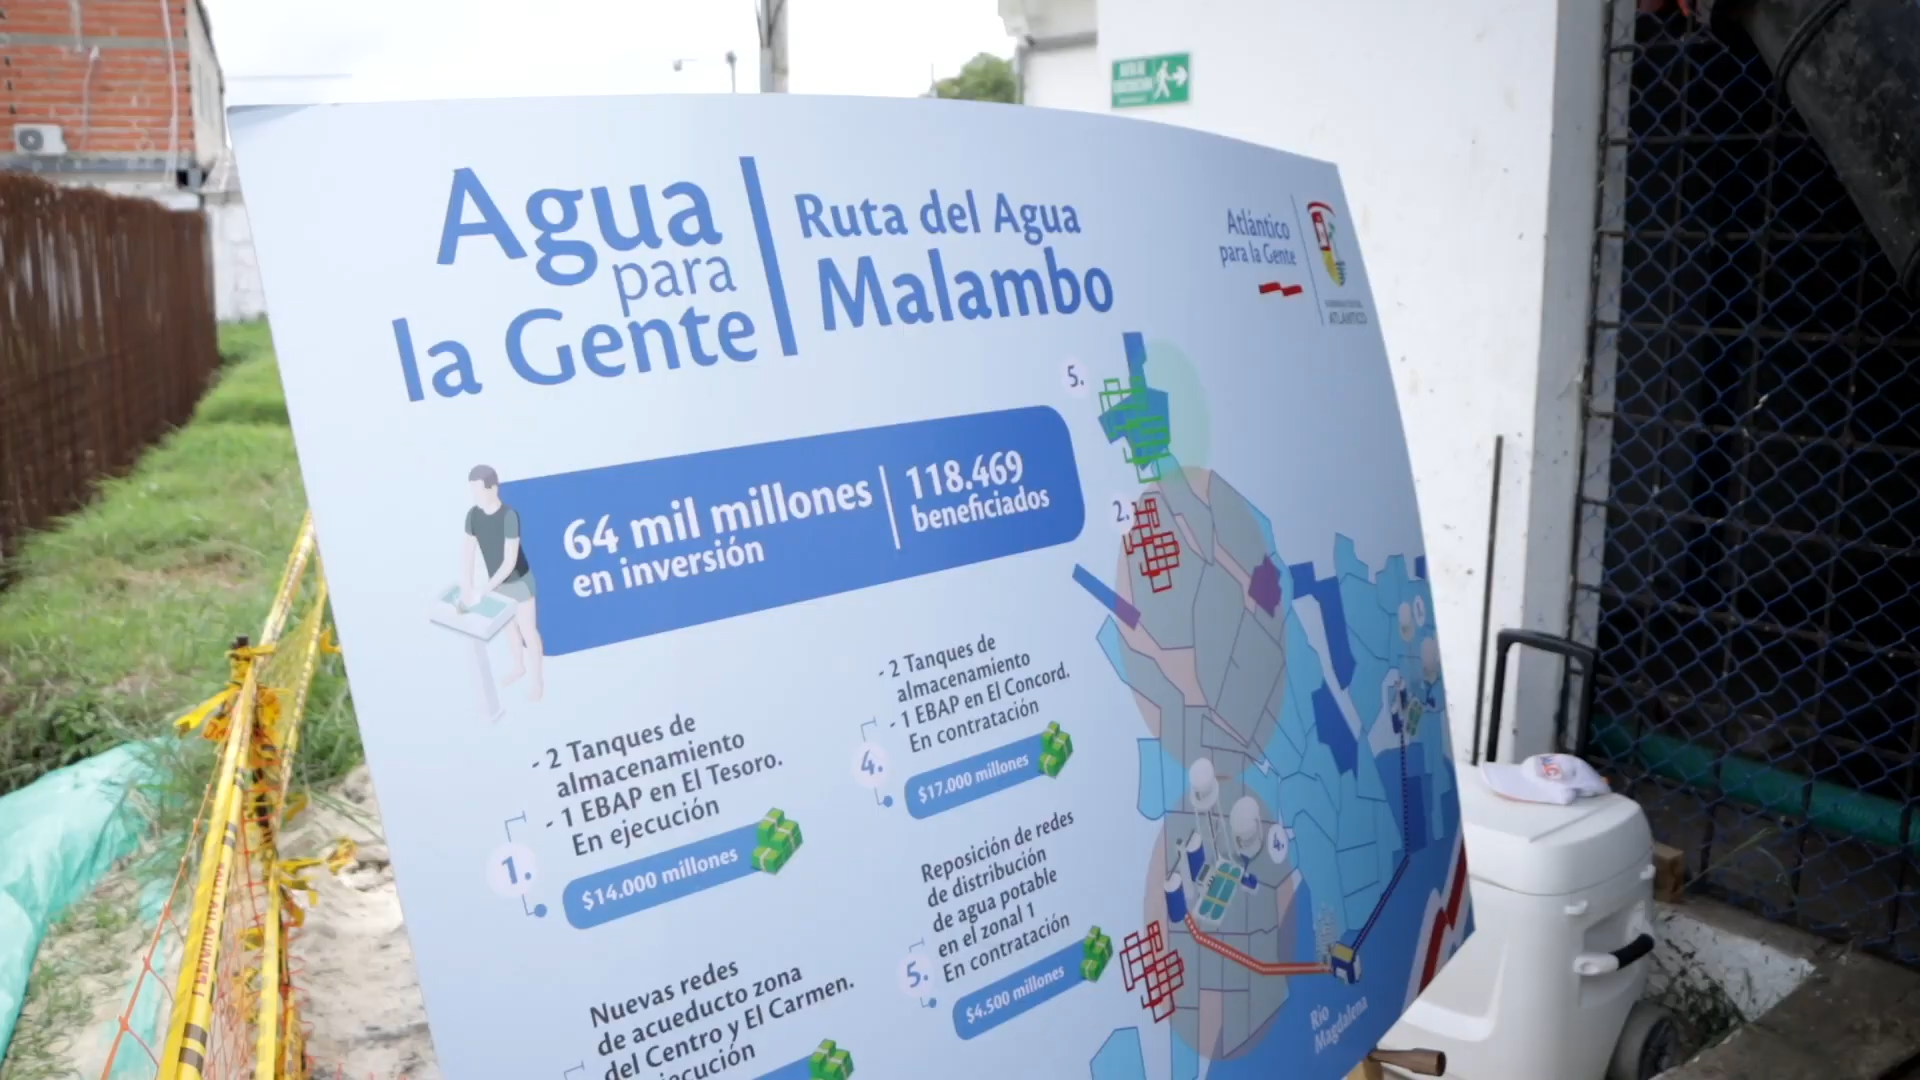 Agua
para
la Gente
Ruta del Agua
Malambo
Atlántico
para la Gente
ATLÁNTICO
64 mil millones
en inversión
118.469
beneficiados
- 2 Tanques de
almacenamiento
- 1 EBAP en El Tesoro.
En ejecución
1.
$14.000 millones
Nuevas redes
de acueducto zona
del Centro y El Carmen.
- 2 Tanques de
almacenamiento
- 1 EBAP en El Concord.
En contratación
4.
$17.000 millones
Reposición de redes
de distribución
de agua potable
en el zonal 1
En contratación
5.
$4.500 millones
5.
2.
4.
Río
Magdalena